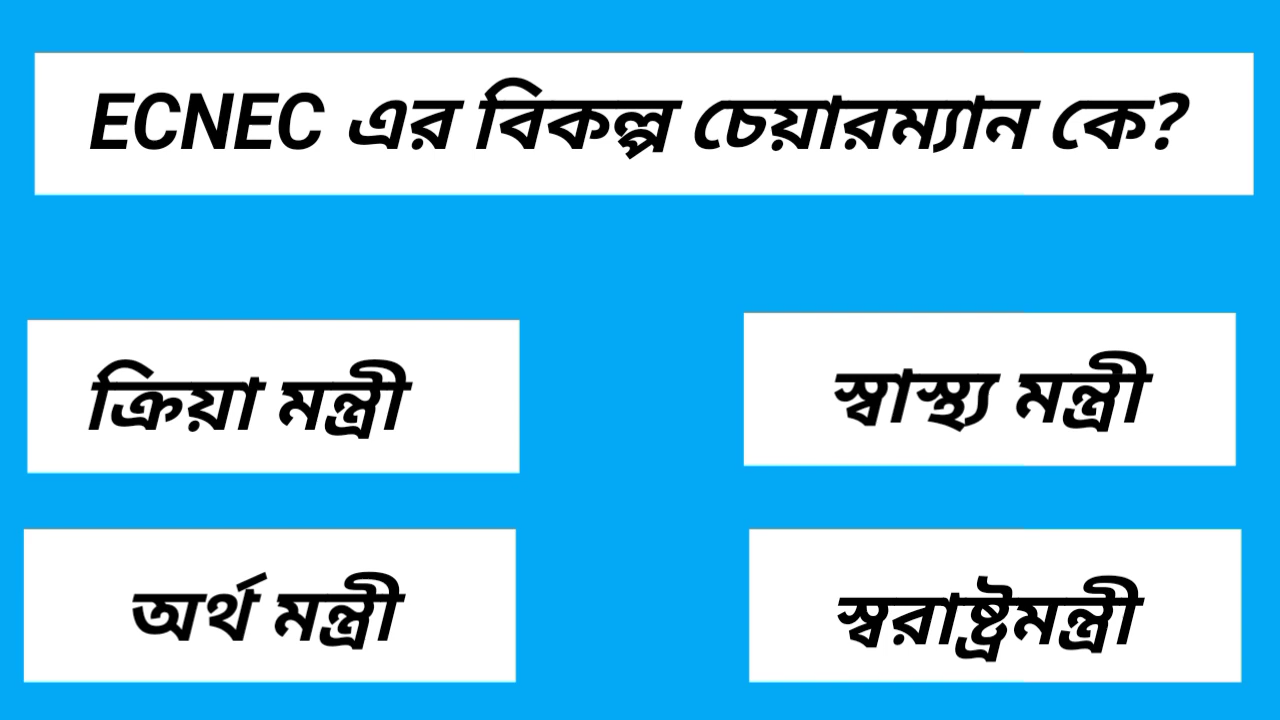 ECNEC এর বিকল্প চেয়ারম্যান কে?
ক্রিয়া মন্ত্রী
স্বাস্থ্য মন্ত্রী
অর্থ মন্ত্রী
স্বরাষ্ট্রমন্ত্রী